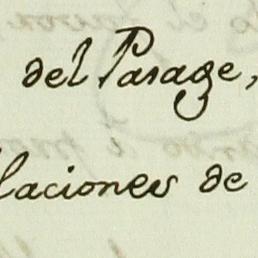 del Parage,
laciones de